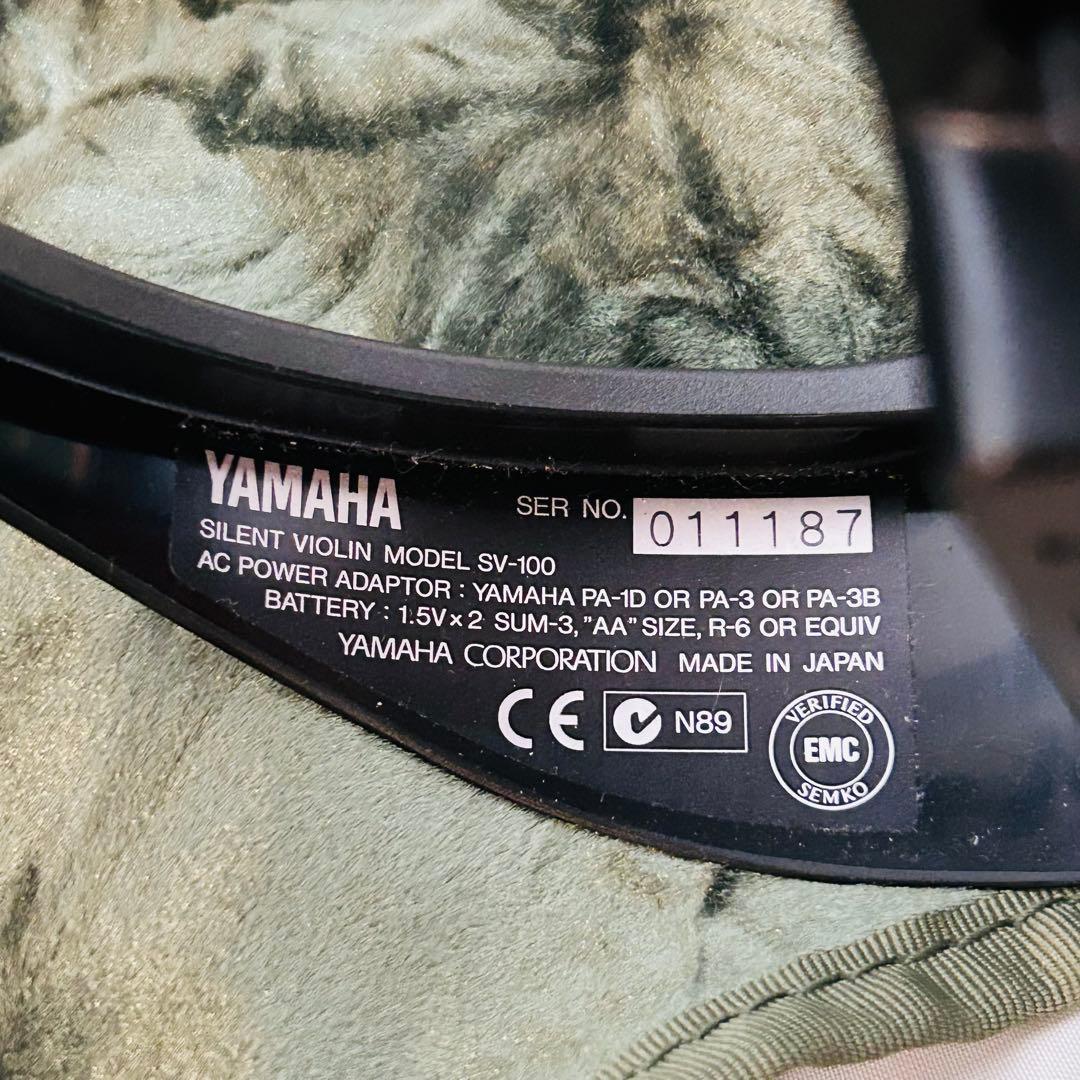 YAMAHA
SER NO. 011187
SILENT VIOLIN MODEL SV-100
AC POWER ADAPTOR : YAMAHA PA-1D OR PA-3 OR PA-3B
BATTERY : 1.5V×2 SUM-3, "AA" SIZE, R-6 OR EQUIV
YAMAHA CORPORATION MADE IN JAPAN
CE N89
VERIFIED
EMC
SEMKO